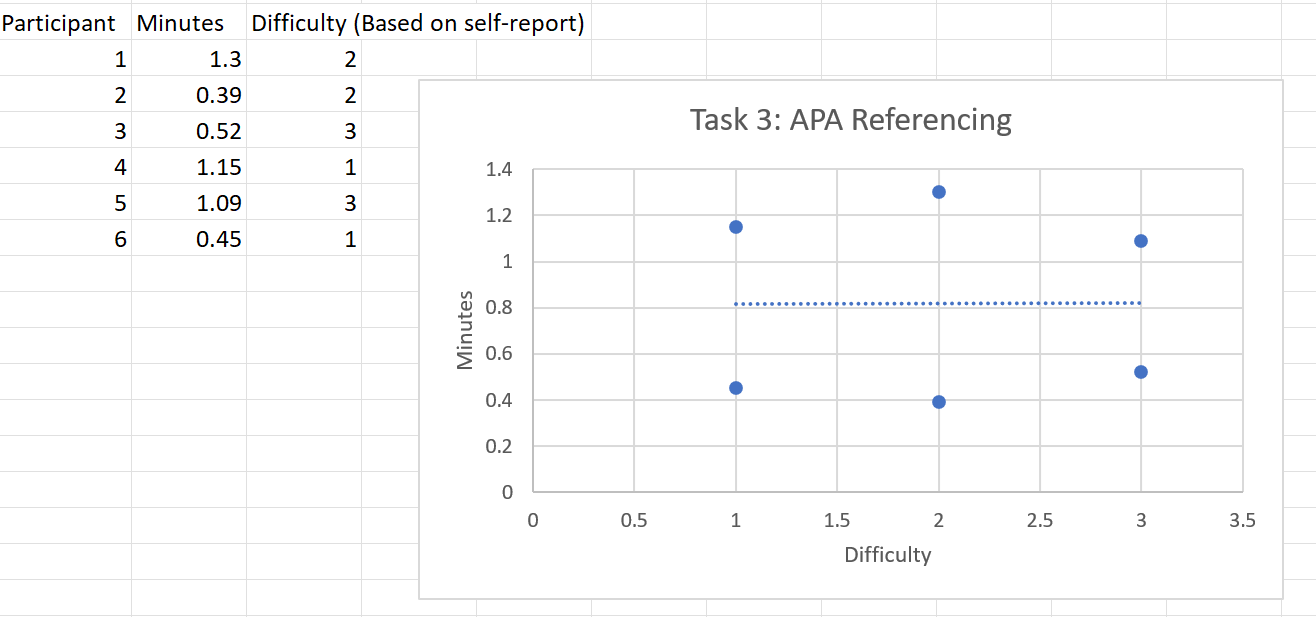 Participant Minutes Difficulty (Based on self-report)
1 1.3 2
2 0.39 2
3 0.52 3
4 1.15 1
5 1.09 3
6 0.45 1
Task 3: APA Referencing
1.4
1.2
1
0.8
0.6
0.4
0.2
0
Minutes
0 0.5 1 1.5 2 2.5 3 3.5
Difficulty